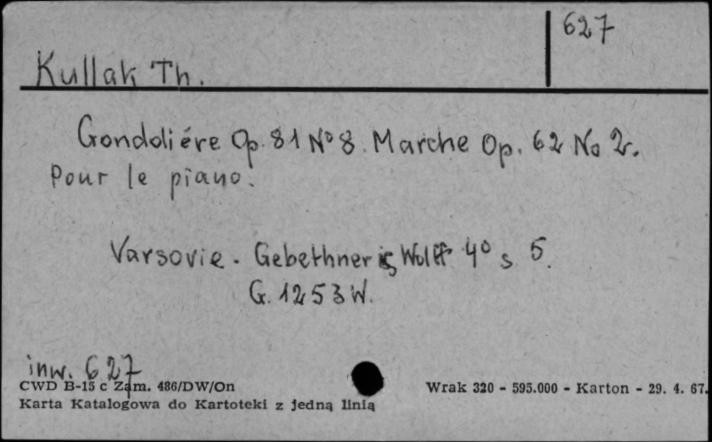 627
Kullak Th.
Gondoliére Op. 81 No 8. Marche Op. 62 No 2.
Pour le piano.
Varsovie. Gebethner i Wolff 4o s 5.
G. 1253 W.
inw. 627
CWD B-15 c Zam. 486/DW/On
Wrak 320 - 595.000 - Karton - 29. 4. 67.
Karta Katalogowa do Kartoteki z jedną linią